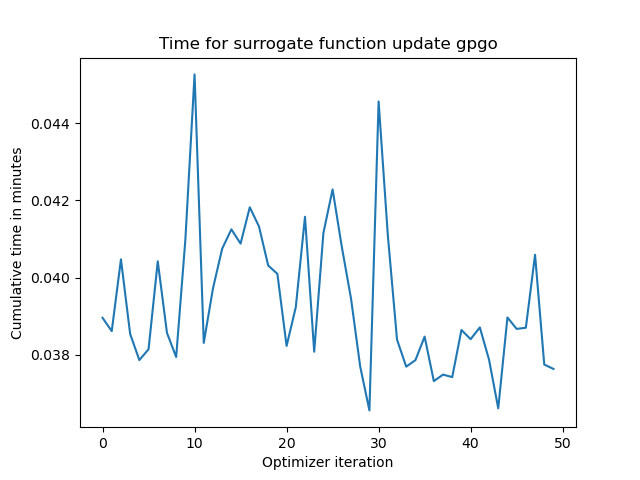 Time for surrogate function update gpgo
Cumulative time in minutes
0.044
0.042
0.040
0.038
0 10 20 30 40 50
Optimizer iteration